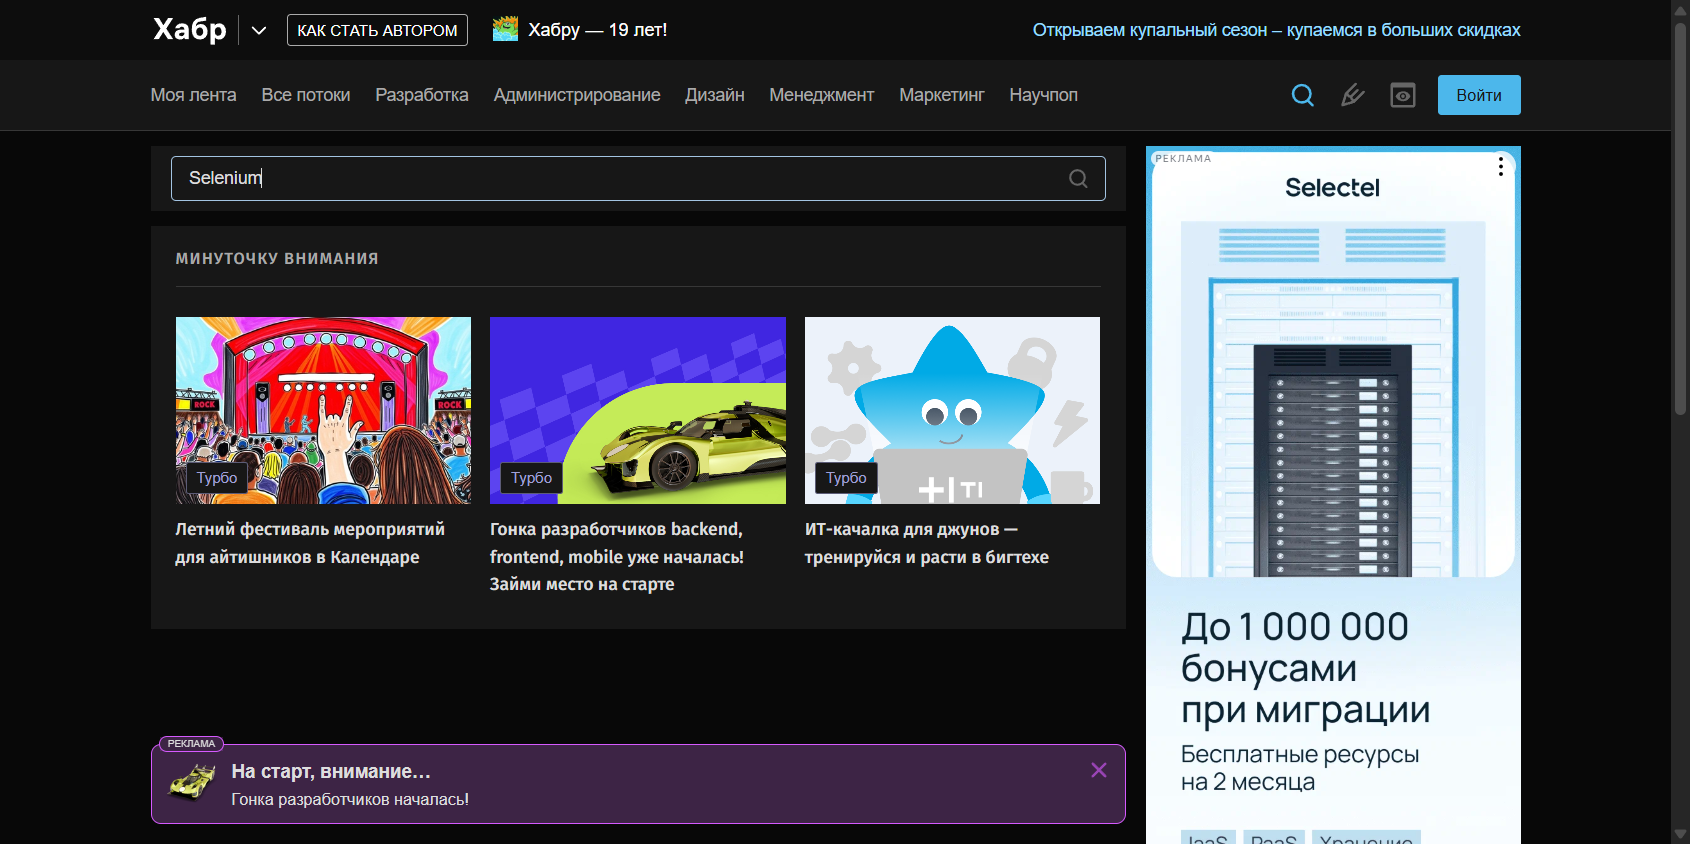 Хабр
КАК СТАТЬ АВТОРОМ
Хабру — 19 лет!
Открываем купальный сезон – купаемся в больших скидках
Моя лента Все потоки Разработка Администрирование Дизайн Менеджмент Маркетинг Научпоп
Войти
Selenium
МИНУТОЧКУ ВНИМАНИЯ
ROCK
ROCK
Турбо
Летний фестиваль мероприятий
для айтишников в Календаре
Турбо
Гонка разработчиков backend,
frontend, mobile уже началась!
Займи место на старте
Турбо
ИТ-качалка для джунов —
тренируйся и расти в бигтехе
РЕКЛАМА
На старт, внимание…
Гонка разработчиков началась!
РЕКЛАМА
Selectel
До 1 000 000
бонусами
при миграции
Бесплатные ресурсы
на 2 месяца
IaaS PaaS Хранение